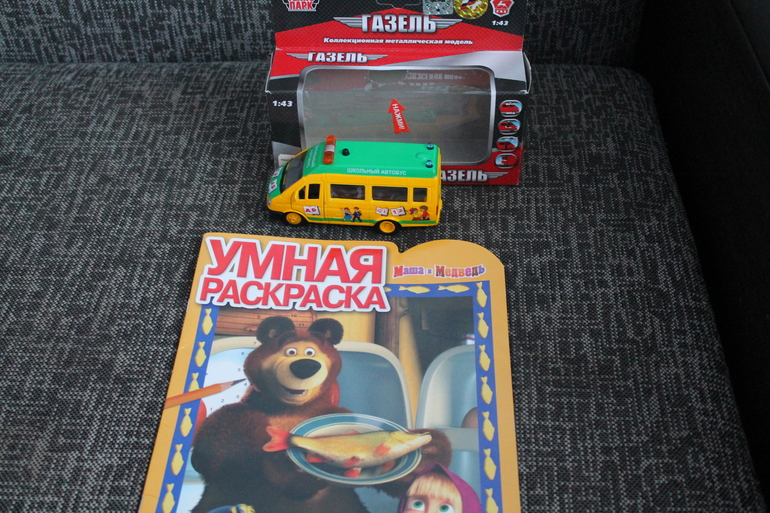 ПАРК
ГАЗЕЛЬ
1:43
Коллекционная металлическая модель
ГАЗЕЛЬ
1:43
НАЖМИ
ГАЗЕЛЬ
ШКОЛЬНЫЙ АВТОБУС
УМНАЯ
РАСКРАСКА
Маша и Медведь